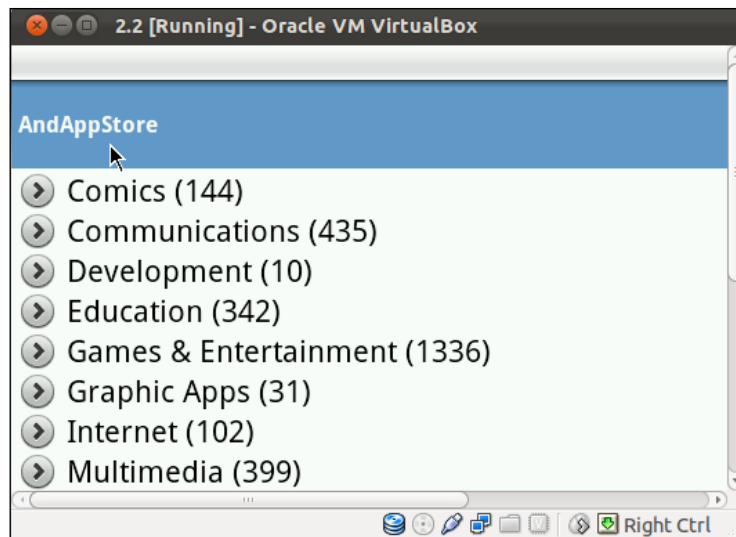 2.2 [Running] - Oracle VM VirtualBox
AndAppStore
Comics (144)
Communications (435)
Development (10)
Education (342)
Games & Entertainment (1336)
Graphic Apps (31)
Internet (102)
Multimedia (399)
Right Ctrl